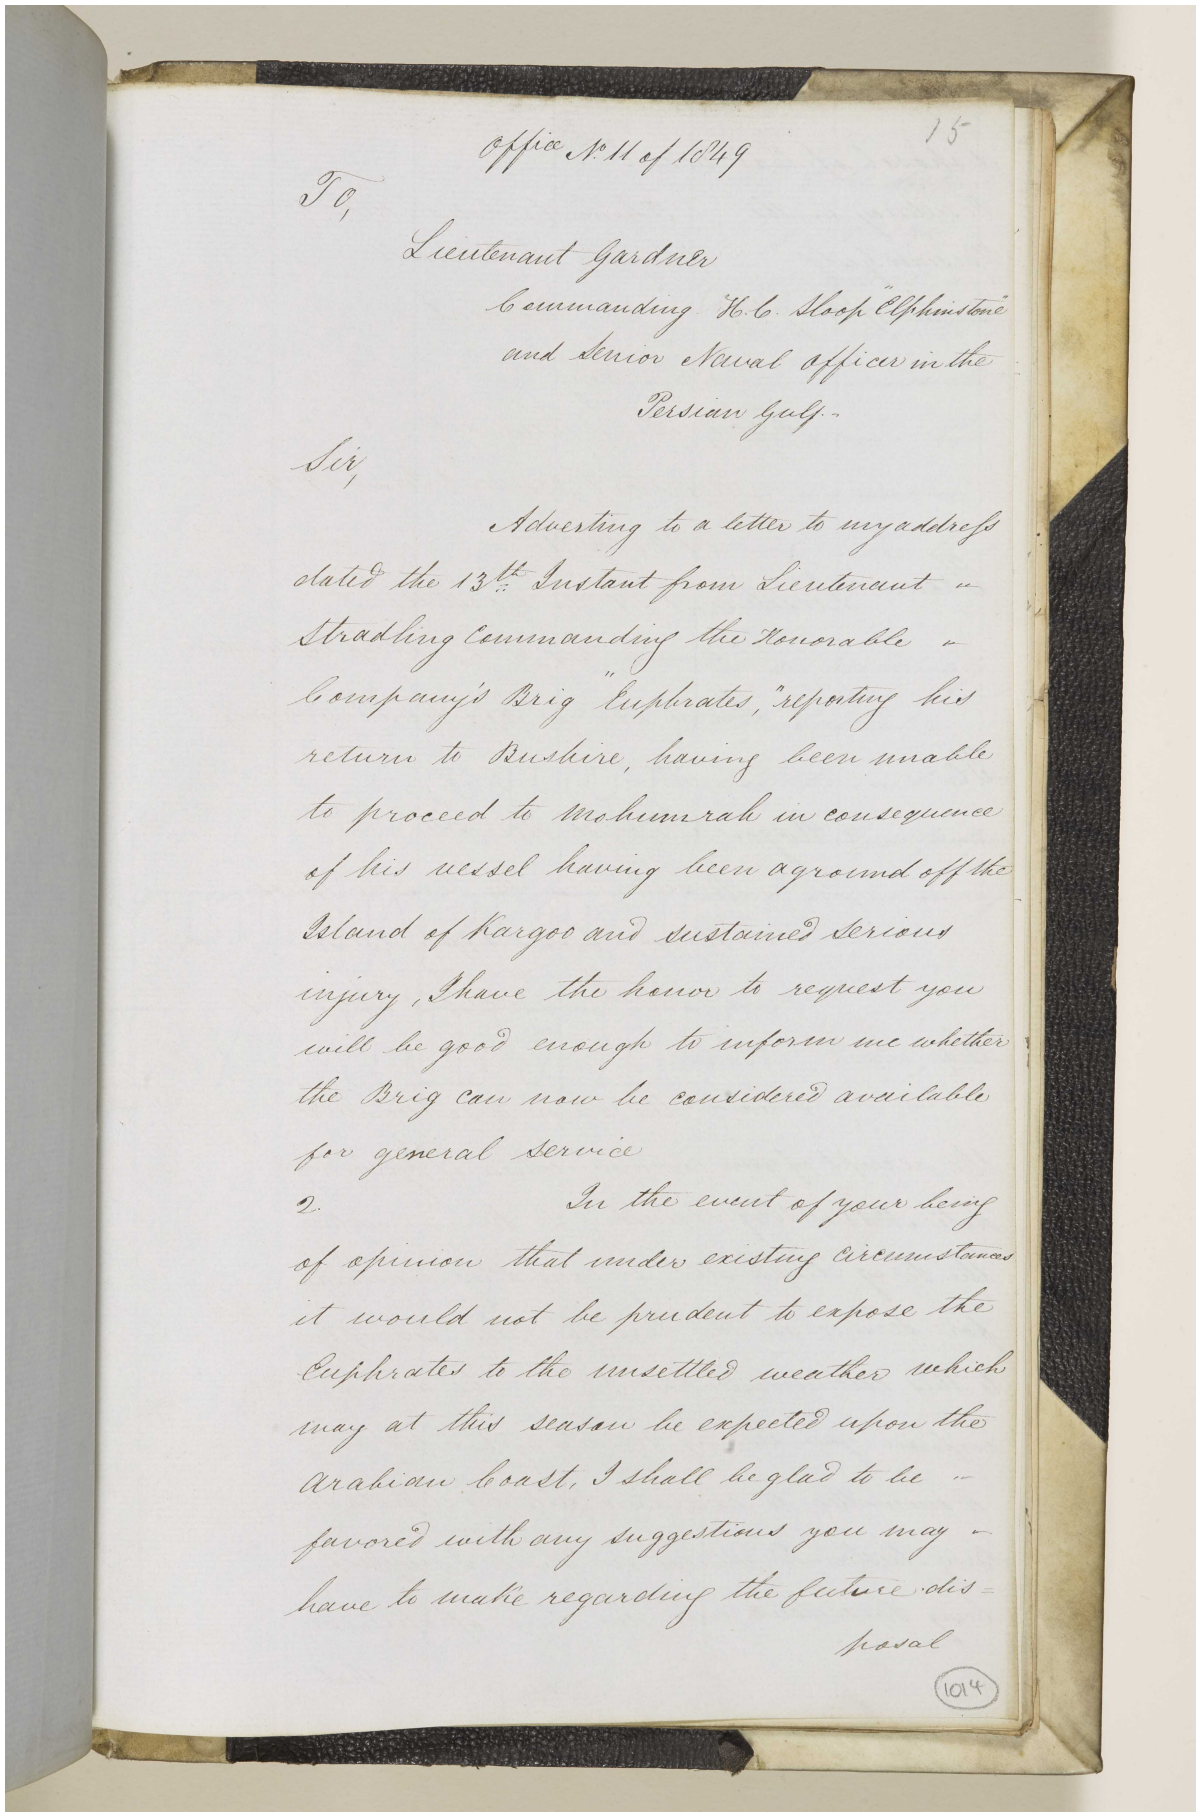 15
Office No. 11 of 1849
To,
Lieutenant Gardner
Commanding H.C. Sloop "Elphinstone"
and Senior Naval Officer in the
Persian Gulf.
Sir,
Adverting to a letter to my address
dated the 13th Instant from Lieutenant
Stradling Commanding the Honorable
Company's Brig "Euphrates," reporting his
return to Bushire, having been unable
to proceed to Mohumrah in consequence
of his vessel having been aground off the
Island of Kargoo and sustained serious
injury, I have the honor to request you
will be good enough to inform me whether
the Brig can now be considered available
for general service
2. In the event of your being
of opinion that under existing circumstances
it would not be prudent to expose the
Euphrates to the unsettled weather which
may at this season be expected upon the
Arabian Coast, I shall be glad to be
favored with any suggestions you may
have to make regarding the future dis=
posal
1014